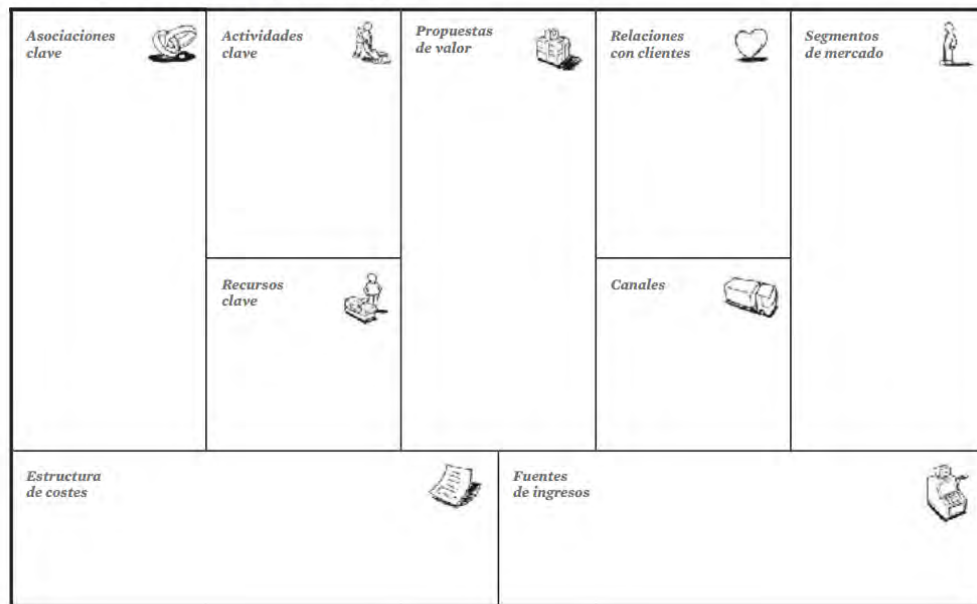 Asociaciones
clave
Actividades
clave
Propuestas
de valor
Relaciones
con clientes
Segmentos
de mercado
Recursos
clave
Canales
Estructura
de costes
Fuentes
de ingresos